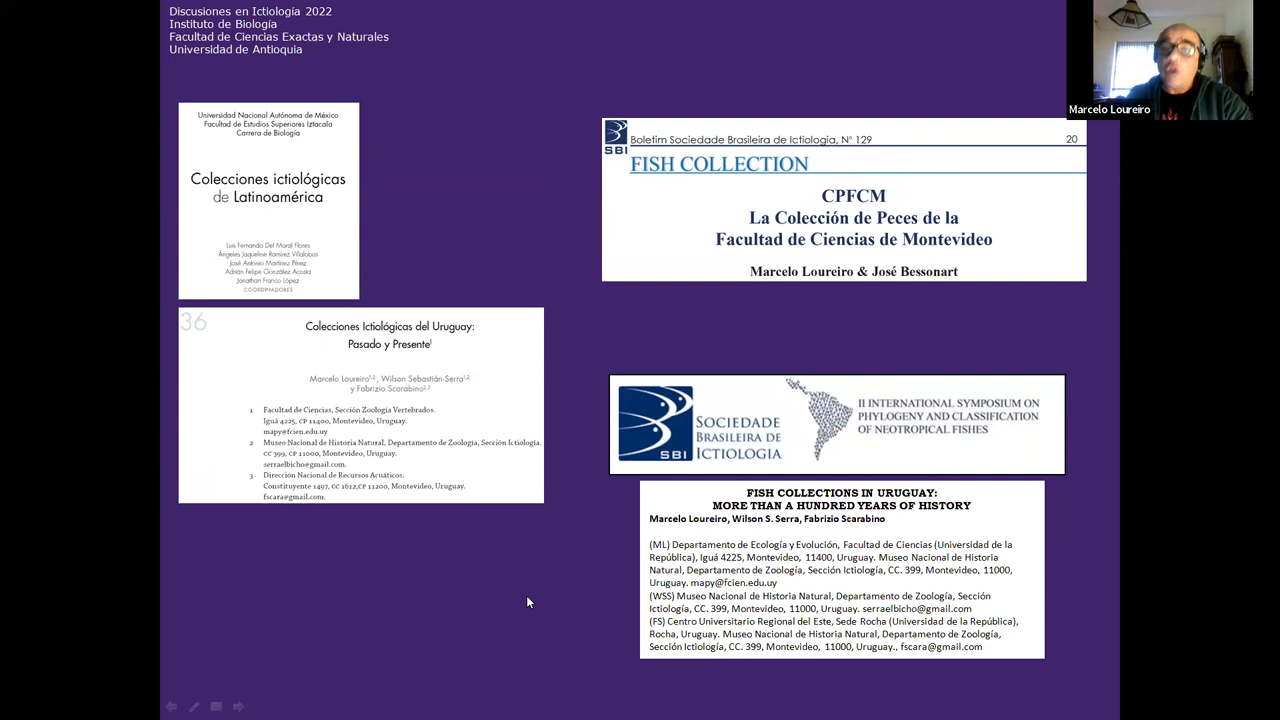 Discusiones en Ictiología 2022
Instituto de Biología
Facultad de Ciencias Exactas y Naturales
Universidad de Antioquia
Marcelo Loureiro
Universidad Nacional Autónoma de México
Facultad de Estudios Superiores Iztacala
Carrera de Biología
Colecciones ictiológicas
de Latinoamérica
Luis Fernando Del Moral Flores
Ángeles Jaqueline Ramírez Villalobos
José Antonio Martínez Pérez
Adrián Felipe González Acosta
Jonathan Franco López
COORDINADORES
36
Colecciones Ictiológicas del Uruguay:
Pasado y Presente¹
Marcelo Loureiro1,2, Wilson Sebastián-Serra1,2
y Fabrizio Scarabino2,3
1 Facultad de Ciencias, Sección Zoología Vertebrados.
Iguá 4225, CP 11400, Montevideo, Uruguay.
mapy@fcien.edu.uy
2 Museo Nacional de Historia Natural, Departamento de Zoología, Sección Ictiología.
CC 399, CP 11000, Montevideo, Uruguay.
serraelbicho@gmail.com.
3 Dirección Nacional de Recursos Acuáticos.
Constituyente 1497, CC 1612,CP 11200, Montevideo, Uruguay.
fscara@gmail.com.
SBI
Boletim Sociedade Brasileira de Ictiologia, N° 129 20
FISH COLLECTION
CPFCM
La Colección de Peces de la
Facultad de Ciencias de Montevideo
Marcelo Loureiro & José Bessonart
SBI
SOCIEDADE
BRASILEIRA DE
ICTIOLOGIA
II INTERNATIONAL SYMPOSIUM ON
PHYLOGENY AND CLASSIFICATION
OF NEOTROPICAL FISHES
FISH COLLECTIONS IN URUGUAY:
MORE THAN A HUNDRED YEARS OF HISTORY
Marcelo Loureiro, Wilson S. Serra, Fabrizio Scarabino
(ML) Departamento de Ecología y Evolución, Facultad de Ciencias (Universidad de la
República), Iguá 4225, Montevideo, 11400, Uruguay. Museo Nacional de Historia
Natural, Departamento de Zoología, Sección Ictiología, CC. 399, Montevideo, 11000,
Uruguay. mapy@fcien.edu.uy
(WSS) Museo Nacional de Historia Natural, Departamento de Zoología, Sección
Ictiología, CC. 399, Montevideo, 11000, Uruguay. serraelbicho@gmail.com
(FS) Centro Universitario Regional del Este, Sede Rocha (Universidad de la República),
Rocha, Uruguay. Museo Nacional de Historia Natural, Departamento de Zoología,
Sección Ictiología, CC. 399, Montevideo, 11000, Uruguay., fscara@gmail.com